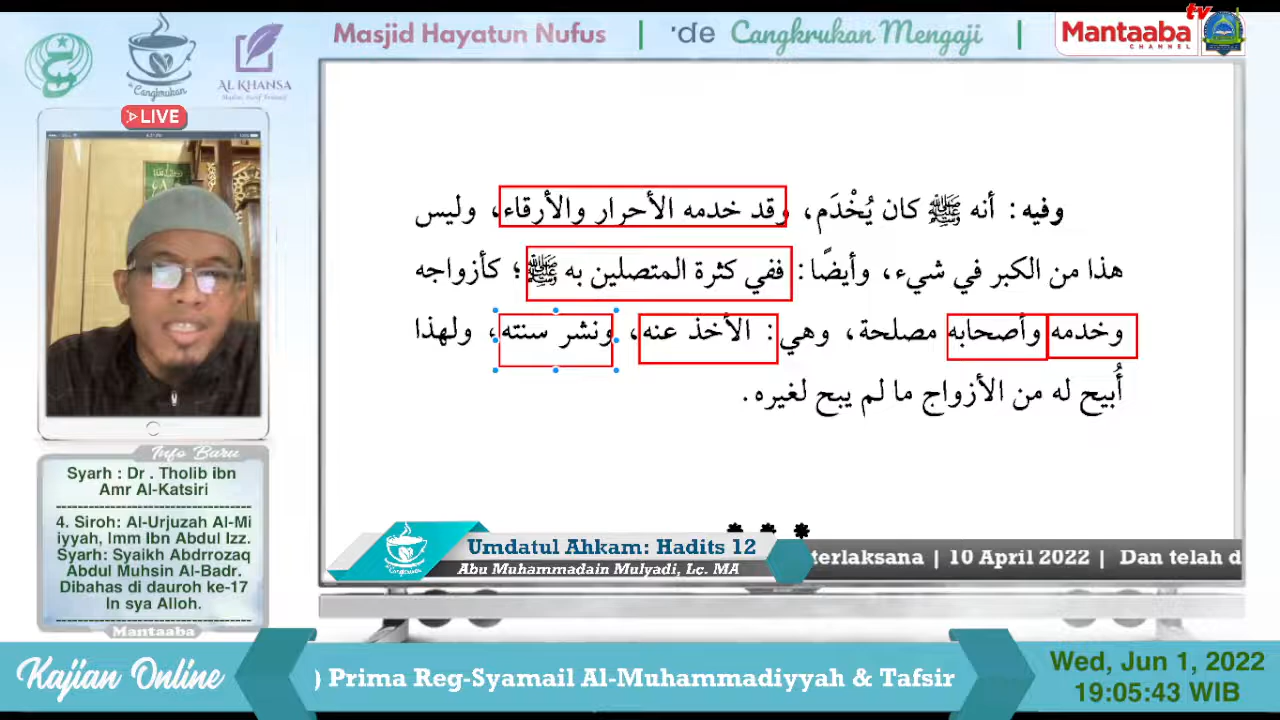 Masjid Hayatun Nufus | 'de Cangkrukan Mengaji |
Mantaaba tv
CHANNEL
Cangkrukan
AL KHANSA
LIVE
وفيه: أنه ﷺ كان يُخْدَم، وقد خدمه الأحرار والأرقاء، وليس
هذا من الكبر في شيء، وأيضًا: ففي كثرة المتصلين به ﷺ؛ كأزواجه
وخدمه وأصحابه مصلحة، وهي: الأخذ عنه، ونشر سنته، ولهذا
أُبيح له من الأزواج ما لم يبح لغيره.
* * *
Info Baru
Syarh : Dr . Tholib ibn
Amr Al-Katsiri
------------------------------------
4. Siroh: Al-Urjuzah Al-Mi
iyyah, Imm Ibn Abdul Izz.
Syarh: Syaikh Abdrrozaq
Abdul Muhsin Al-Badr.
Dibahas di dauroh ke-17
In sya Alloh.
------------------------------------
Mantaaba
Cangkrukan
Umdatul Ahkam: Hadits 12
Abu Muhammadain Mulyadi, Lc. MA
terlaksana | 10 April 2022 | Dan telah d
Kajian Online
) Prima Reg-Syamail Al-Muhammadiyyah & Tafsir
Wed, Jun 1, 2022
19:05:43 WIB